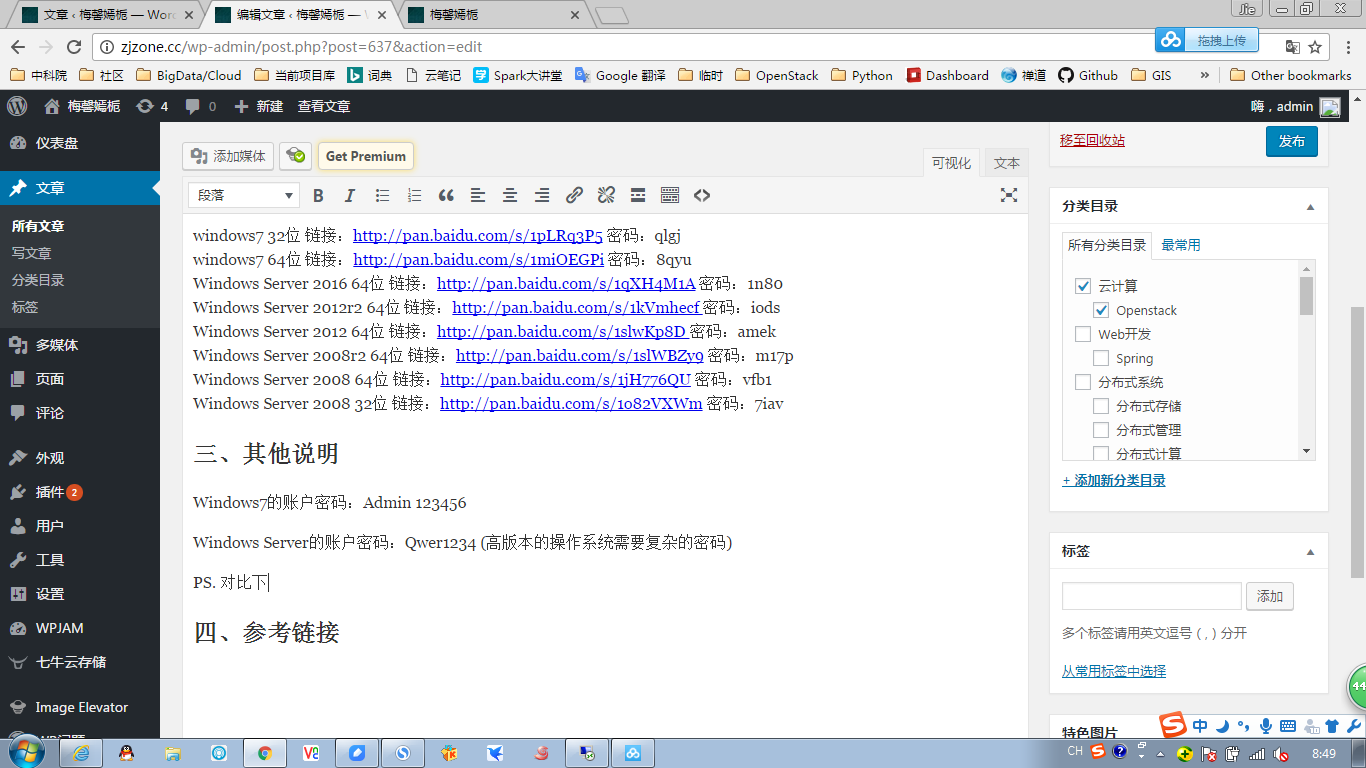 文章 ‹ 梅馨嫣栀 — Word
编辑文章 ‹ 梅馨嫣栀 — W
梅馨嫣栀
Jie
zjzone.cc/wp-admin/post.php?post=637&action=edit
拖拽上传
中科院 社区 BigData/Cloud 当前项目库 词典 云笔记 Spark大讲堂 Google 翻译 临时 OpenStack Python Dashboard 禅道 Github GIS » Other bookmarks
梅馨嫣栀 4 0 新建 查看文章 嗨，admin
仪表盘
文章
所有文章
写文章
分类目录
标签
多媒体
页面
评论
外观
插件 2
用户
工具
设置
WPJAM
七牛云存储
Image Elevator
添加媒体 Get Premium
可视化 文本
段落 B I
windows7 32位 链接：http://pan.baidu.com/s/1pLRq3P5 密码：qlgj
windows7 64位 链接：http://pan.baidu.com/s/1miOEGPi 密码：8qyu
Windows Server 2016 64位 链接：http://pan.baidu.com/s/1qXH4M1A 密码：1n80
Windows Server 2012r2 64位 链接：http://pan.baidu.com/s/1kVmhecf 密码：iods
Windows Server 2012 64位 链接：http://pan.baidu.com/s/1slwKp8D 密码：amek
Windows Server 2008r2 64位 链接：http://pan.baidu.com/s/1slWBZy9 密码：m17p
Windows Server 2008 64位 链接：http://pan.baidu.com/s/1jH776QU 密码：vfb1
Windows Server 2008 32位 链接：http://pan.baidu.com/s/1o82VXWm 密码：7iav
三、其他说明
Windows7的账户密码：Admin 123456
Windows Server的账户密码：Qwer1234 (高版本的操作系统需要复杂的密码)
PS. 对比下
四、参考链接
移至回收站 发布
分类目录
所有分类目录 最常用
云计算
Openstack
Web开发
Spring
分布式系统
分布式存储
分布式管理
分布式计算
+ 添加新分类目录
标签
添加
多个标签请用英文逗号 ( , ) 分开
从常用标签中选择
44
特色图片
中
CH
8:49